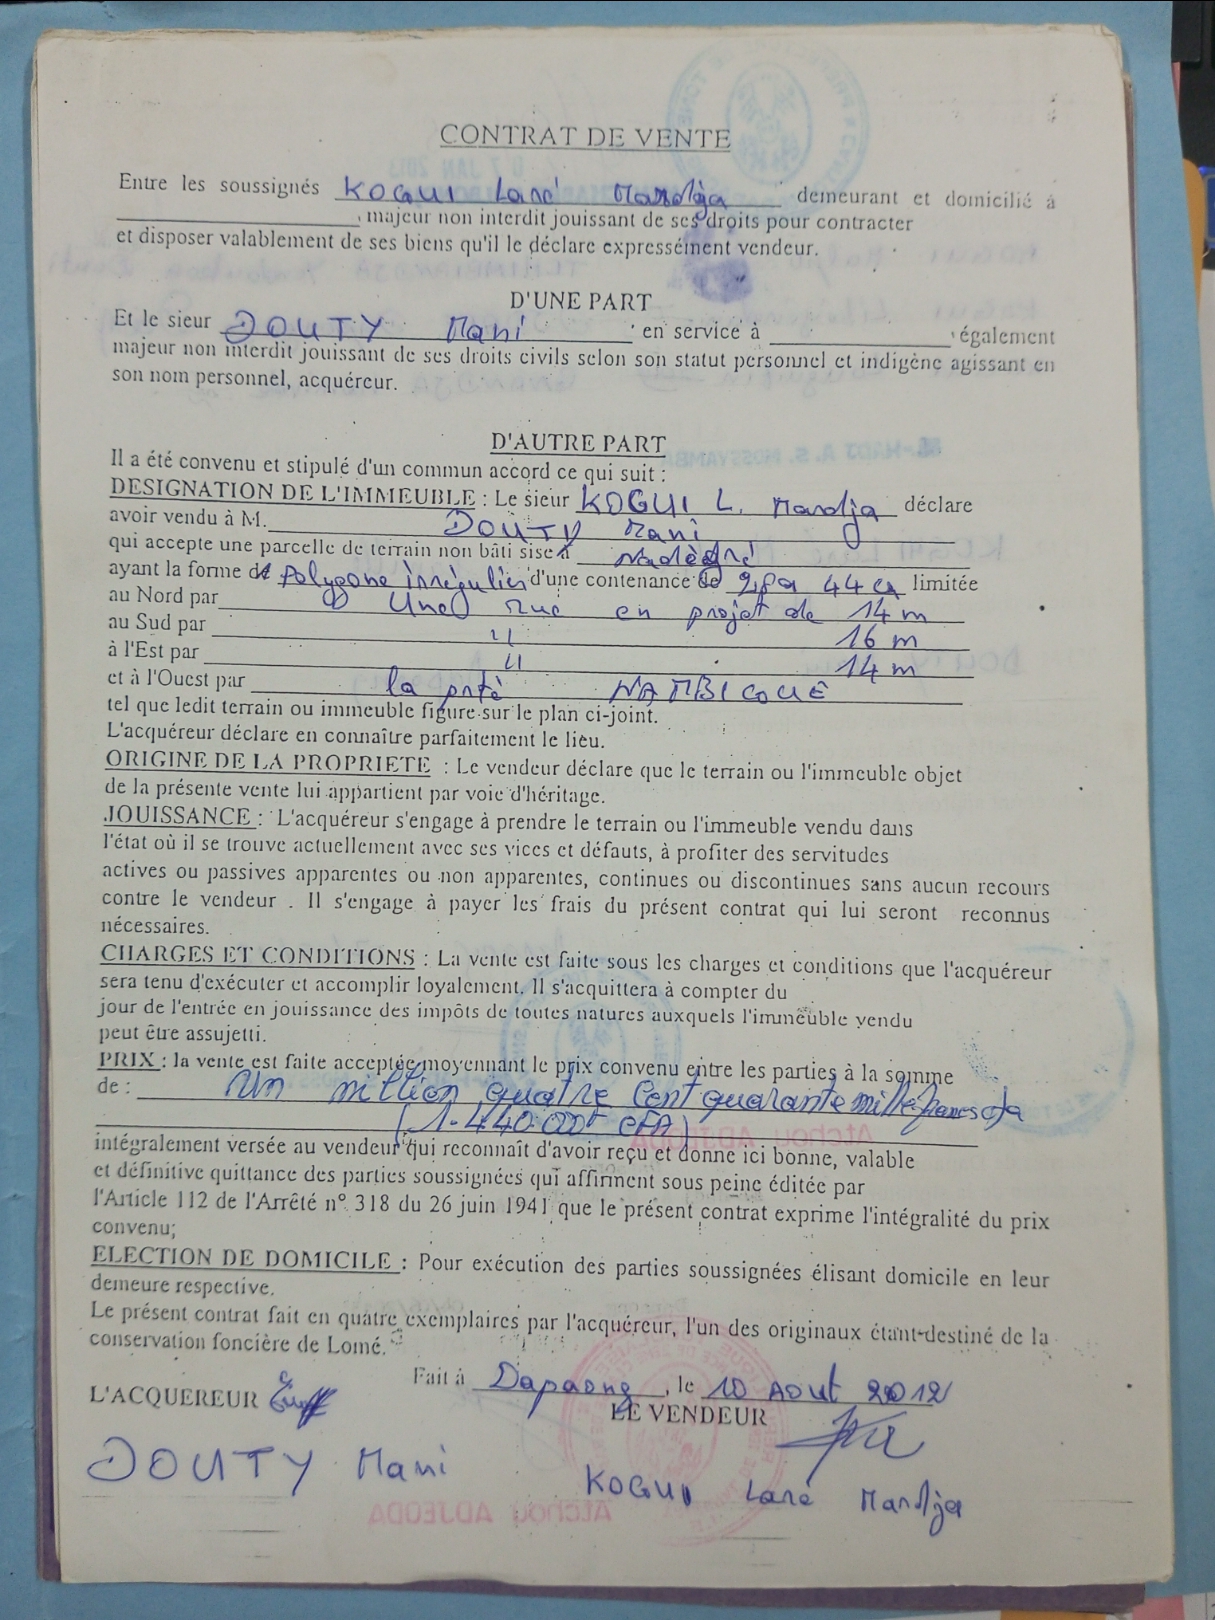 CONTRAT DE VENTE
Entre les soussignés KOGUI Lané Mandja demeurant et domicilié à
, majeur non interdit jouissant de ses droits pour contracter
et disposer valablement de ses biens qu'il le déclare expressément vendeur.
D'UNE PART
Et le sieur DOUTY Mani en service à également
majeur non interdit jouissant de ses droits civils selon son statut personnel et indigène agissant en
son nom personnel, acquéreur.
D'AUTRE PART
Il a été convenu et stipulé d'un commun accord ce qui suit :
DESIGNATION DE L'IMMEUBLE : Le sieur KOGUI L. Mandja déclare
avoir vendu à M. DOUTY Mani
qui accepte une parcelle de terrain non bâti sise à
ayant la forme de polygone irrégulier d'une contenance de 44 ca limitée
au Nord par Une rue en projet de 14 m
au Sud par " 16 m
à l'Est par " 14 m
et à l'Ouest par la pté NAMBICOUE
tel que ledit terrain ou immeuble figure sur le plan ci-joint.
L'acquéreur déclare en connaître parfaitement le lieu.
ORIGINE DE LA PROPRIETE : Le vendeur déclare que le terrain ou l'immeuble objet
de la présente vente lui appartient par voie d'héritage.
JOUISSANCE : L'acquéreur s'engage à prendre le terrain ou l'immeuble vendu dans
l'état où il se trouve actuellement avec ses vices et défauts, à profiter des servitudes
actives ou passives apparentes ou non apparentes, continues ou discontinues sans aucun recours
contre le vendeur . Il s'engage à payer les frais du présent contrat qui lui seront reconnus
nécessaires.
CHARGES ET CONDITIONS : La vente est faite sous les charges et conditions que l'acquéreur
sera tenu d'exécuter et accomplir loyalement. Il s'acquittera à compter du
jour de l'entrée en jouissance des impôts de toutes natures auxquels l'immeuble vendu
peut être assujetti.
PRIX : la vente est faite acceptée moyennant le prix convenu entre les parties à la somme
de : Un million quatre cent quarante mille francs cfa
(1.440.000F CFA)
intégralement versée au vendeur qui reconnaît d'avoir reçu et donne ici bonne, valable
et définitive quittance des parties soussignées qui affirment sous peine éditée par
l'Article 112 de l'Arrêté n° 318 du 26 juin 1941 que le présent contrat exprime l'intégralité du prix
convenu;
ELECTION DE DOMICILE : Pour exécution des parties soussignées élisant domicile en leur
demeure respective.
Le présent contrat fait en quatre exemplaires par l'acquéreur, l'un des originaux étant destiné de la
conservation foncière de Lomé.
Fait à Dapaong, le 10 Aout 2012
L'ACQUEREUR LE VENDEUR
DOUTY Mani
KOGUI Lané Mandja
Atchou ADJEODA